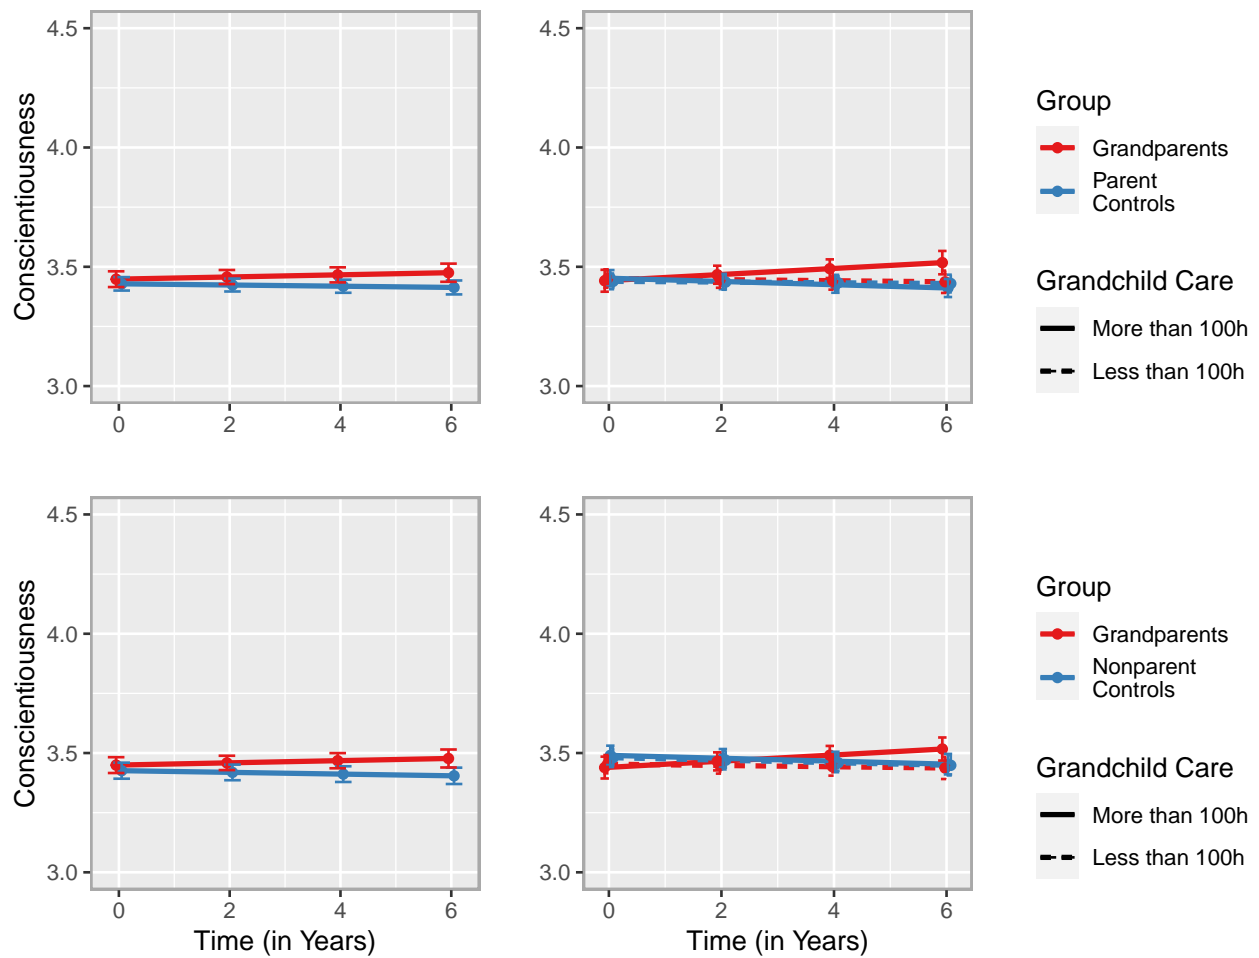 4.5
4.0
3.5
3.0
Conscientiousness
0 2 4 6
4.5
4.0
3.5
3.0
0 2 4 6
Group
Grandparents
Parent
Controls
Grandchild Care
More than 100h
Less than 100h
4.5
4.0
3.5
3.0
Conscientiousness
0 2 4 6
Time (in Years)
4.5
4.0
3.5
3.0
0 2 4 6
Time (in Years)
Group
Grandparents
Nonparent
Controls
Grandchild Care
More than 100h
Less than 100h